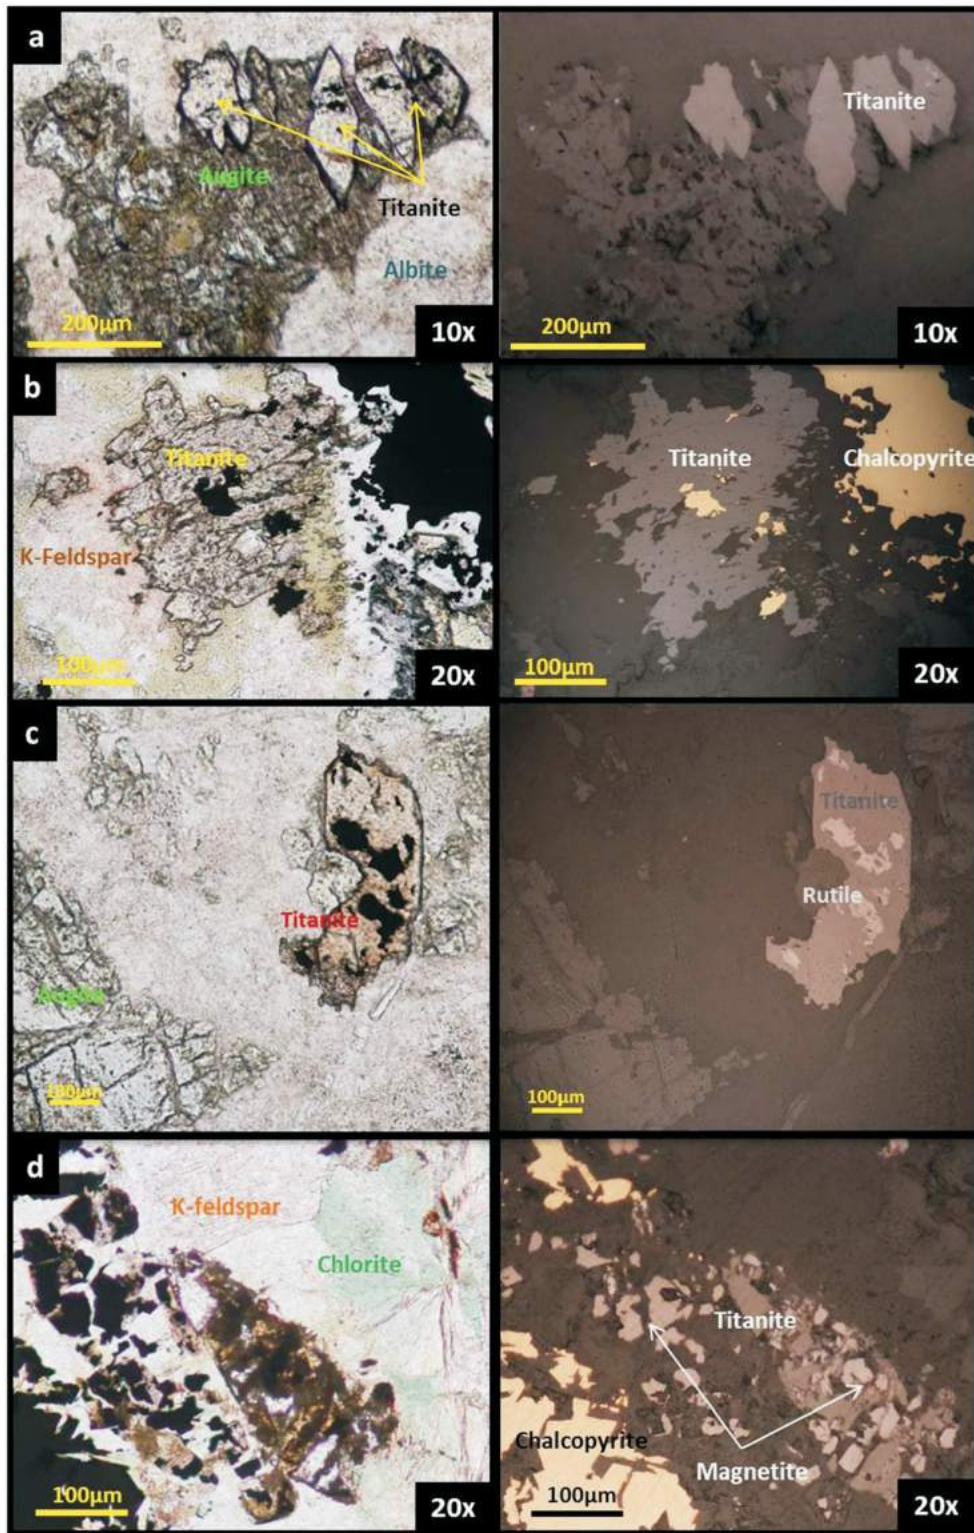 a
Augite
Titanite
Albite
200µm
10x
Titanite
200µm
10x
b
Titanite
K-Feldspar
100µm
20x
Titanite
Chalcopyrite
100µm
20x
c
Titanite
Augite
100µm
Titanite
Rutile
100µm
d
K-feldspar
Chlorite
100µm
20x
Titanite
Chalcopyrite
Magnetite
100µm
20x